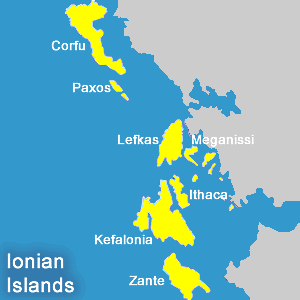 Corfu
Paxos
Lefkas
Meganissi
Ithaca
Kefalonia
Zante
Ionian
Islands